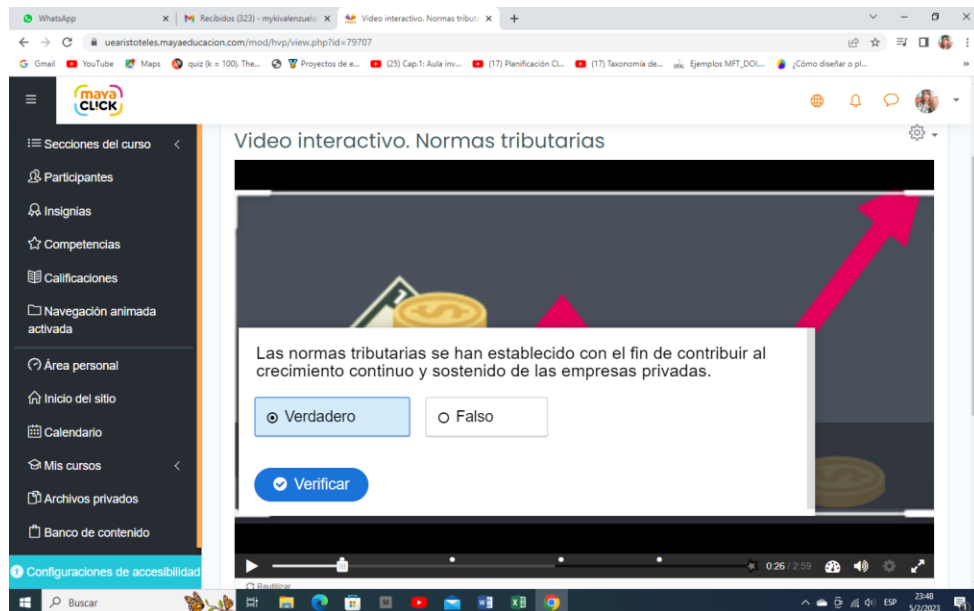 WhatsApp
Recibidos (323) - mykivalenzuela
Video interactivo. Normas tribut
uearistoteles.mayaeducacion.com/mod/hvp/view.php?id=79707
Gmail
YouTube
Maps
quiz (k = 100). The...
Proyectos de e...
(25) Cap.1: Aula inv...
(17) Planificación Cl...
(17) Taxonomía de...
Ejemplos MFT_DOI...
¿Cómo diseñar o pl...
maya
CLICK
Video interactivo. Normas tributarias
Secciones del curso
Participantes
Insignias
Competencias
Calificaciones
Navegación animada
activada
Área personal
Inicio del sitio
Calendario
Mis cursos
Archivos privados
Banco de contenido
Configuraciones de accesibilidad
1
Las normas tributarias se han establecido con el fin de contribuir al
crecimiento continuo y sostenido de las empresas privadas.
Verdadero
Falso
Verificar
0:26 / 2:59
Reutilizar
Buscar
ESP
23:48
5/2/2023